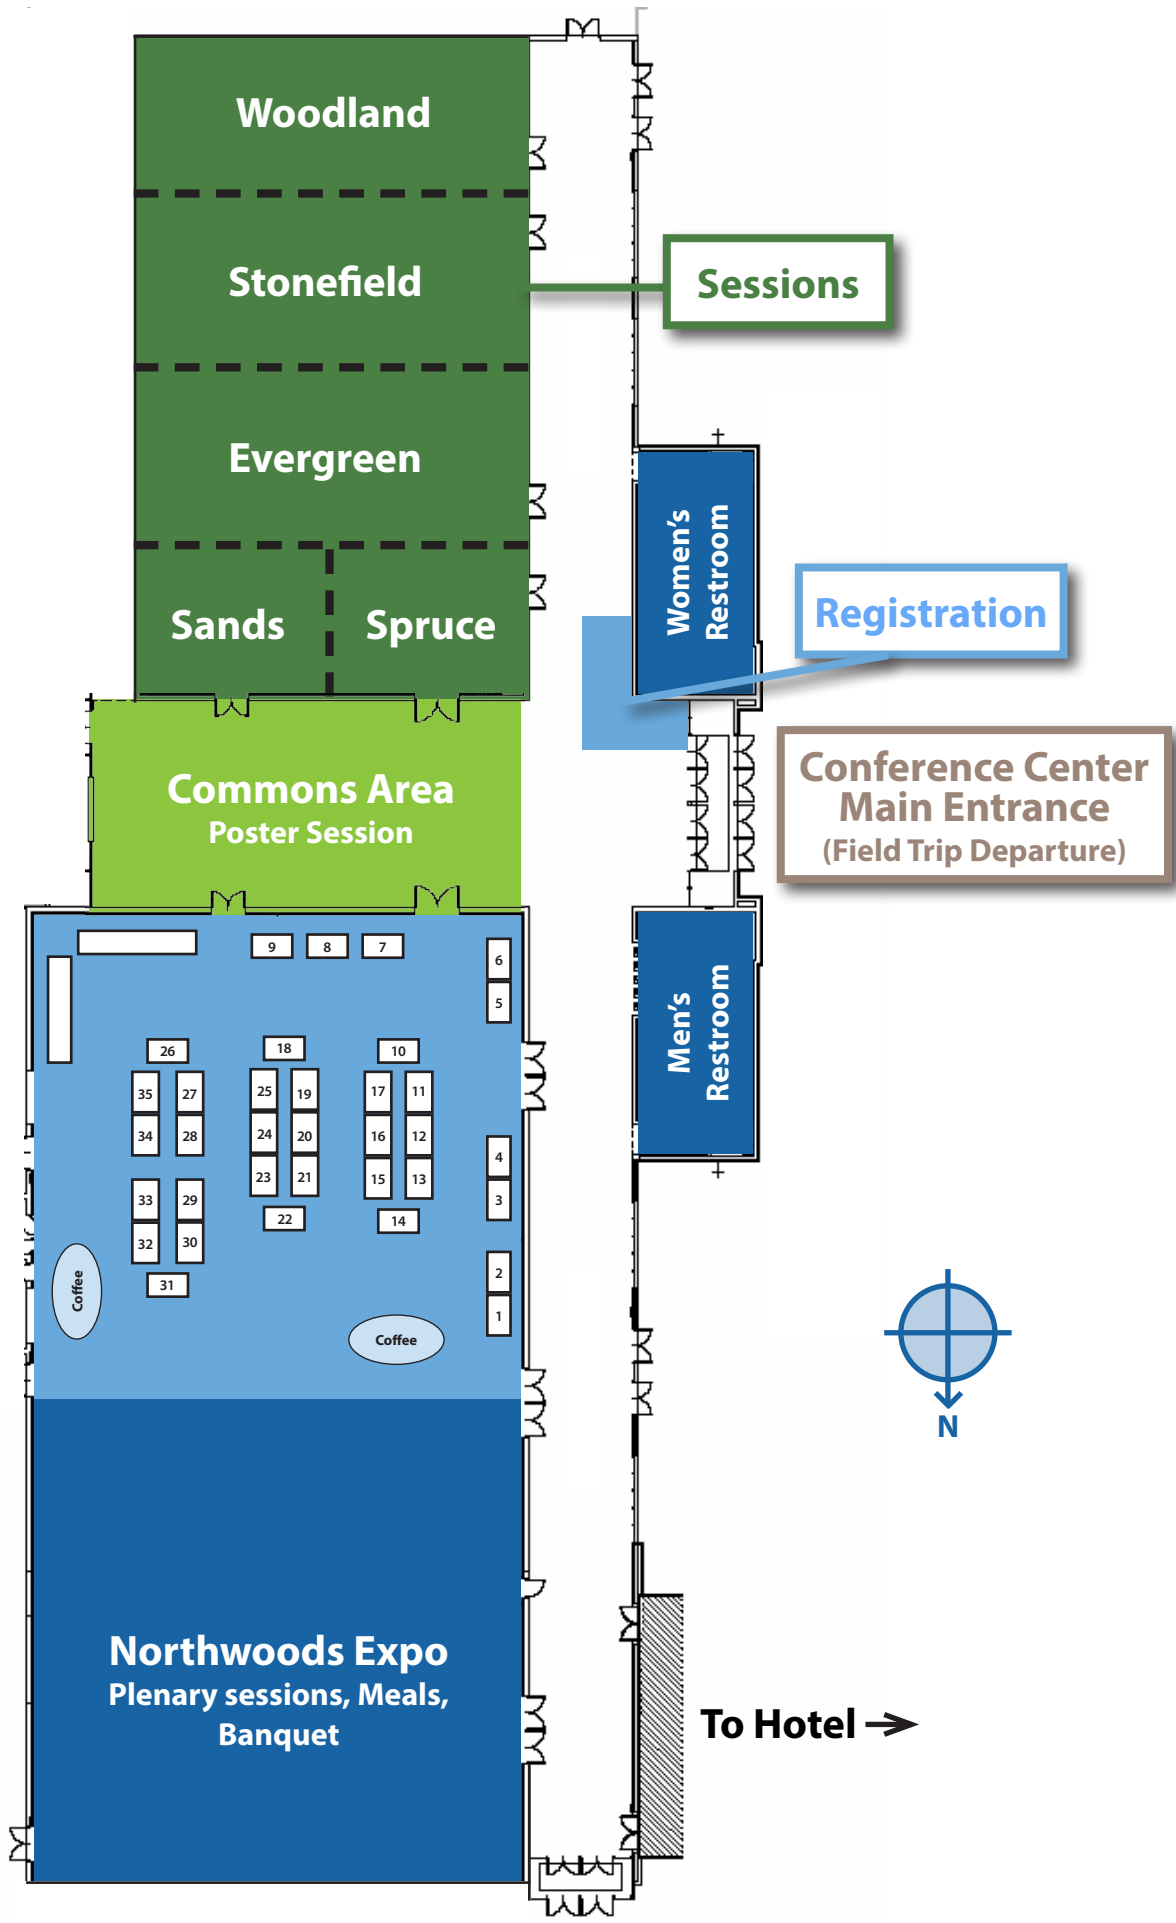 Woodland
Stonefield
Sessions
Evergreen
Women's
Restroom
Sands
Spruce
Registration
Commons Area
Poster Session
Conference Center
Main Entrance
(Field Trip Departure)
9
8
7
6
5
Men's
Restroom
26
18
10
35
27
25
19
17
11
34
28
24
20
16
12
4
33
29
23
21
15
13
3
32
30
22
14
31
2
1
Coffee
Coffee
N
Northwoods Expo
Plenary sessions, Meals,
Banquet
To Hotel